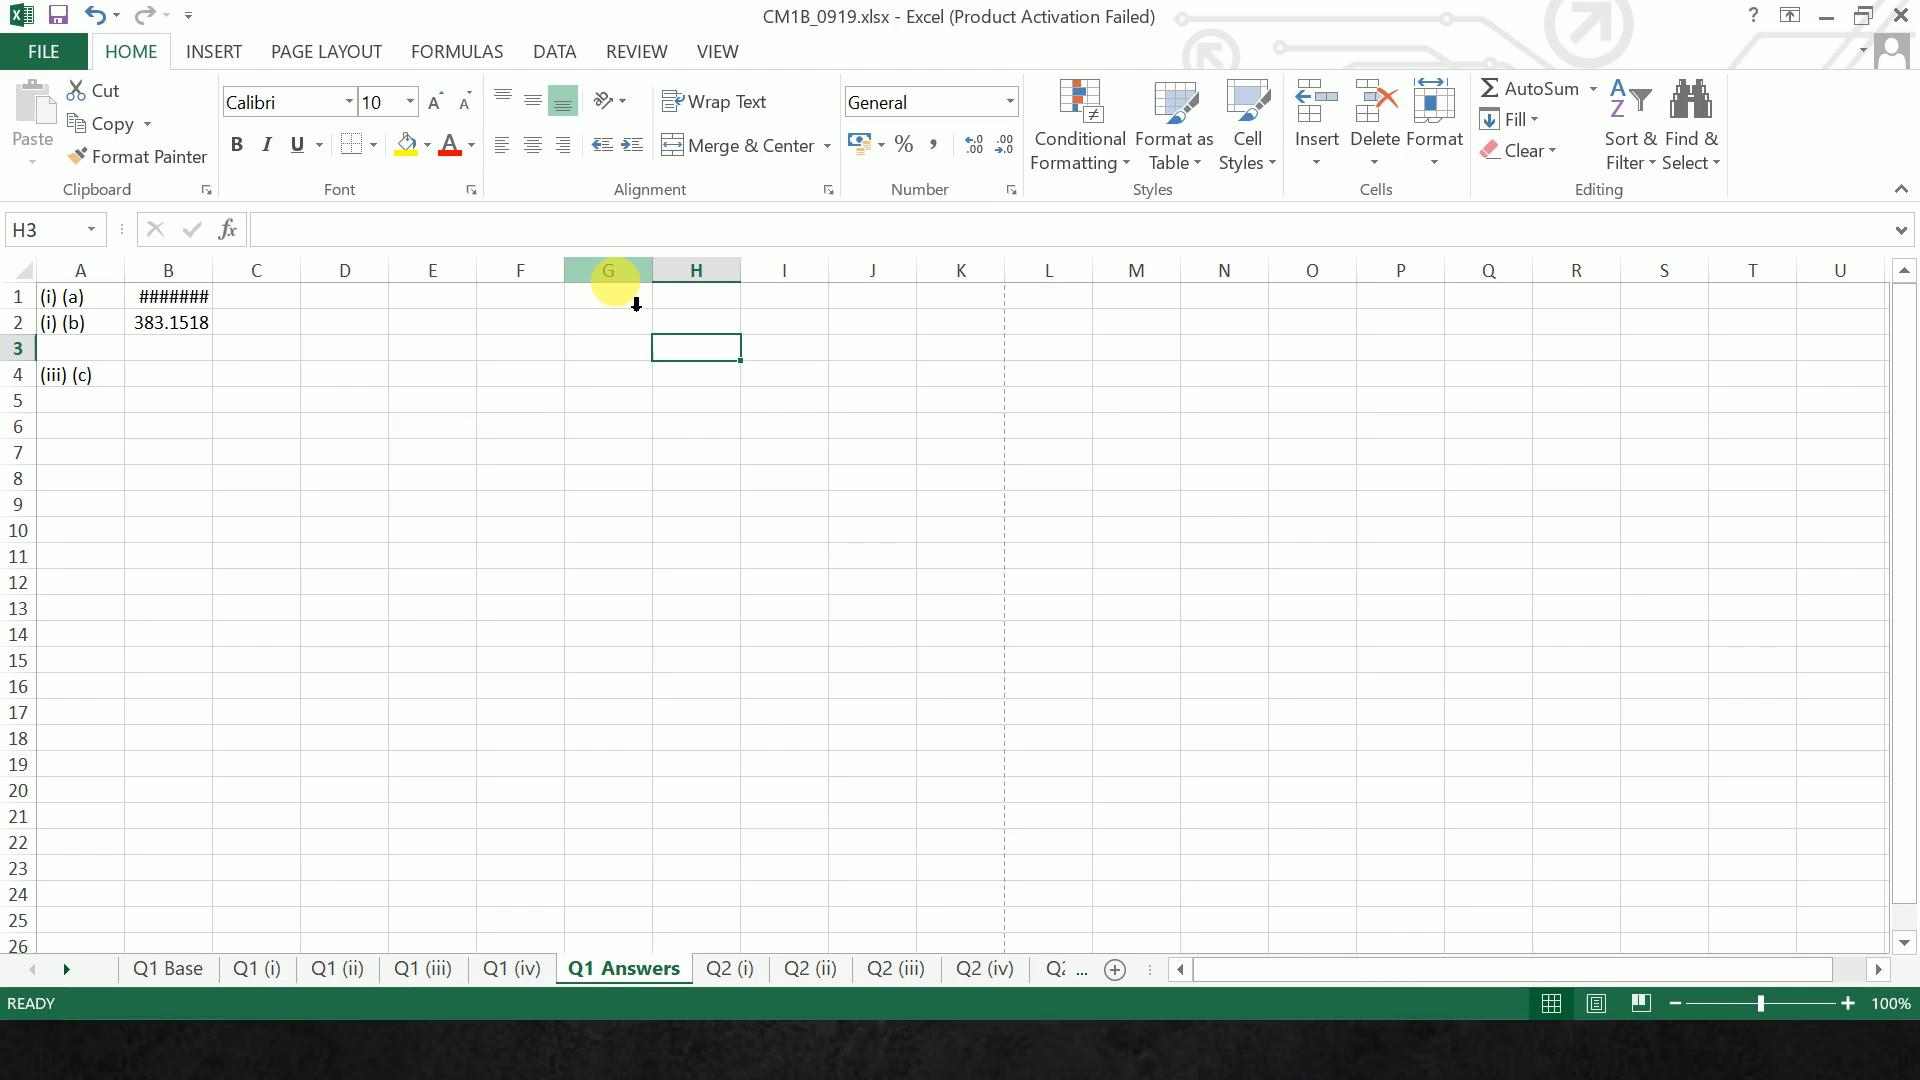 CM1B_0919.xlsx - Excel (Product Activation Failed)
?
FILE HOME INSERT PAGE LAYOUT FORMULAS DATA REVIEW VIEW
Paste
Cut
Copy
Format Painter
Clipboard
Calibri 10
A A
B I U A
Font
Wrap Text
Merge & Center
Alignment
General
% ,
.0 .00
.00 .0
Number
Conditional Formatting
Format as Table
Cell Styles
Styles
Insert
Delete
Format
Cells
AutoSum
Fill
Clear
Sort & Filter
Find & Select
Editing
H3 fx
A B C D E F G H I J K L M N O P Q R S T U
1 (i) (a) #######
2 (i) (b) 383.1518
3
4 (iii) (c)
5
6
7
8
9
10
11
12
13
14
15
16
17
18
19
20
21
22
23
24
25
26
Q1 Base Q1 (i) Q1 (ii) Q1 (iii) Q1 (iv) Q1 Answers Q2 (i) Q2 (ii) Q2 (iii) Q2 (iv) Q2 ...
READY 100%